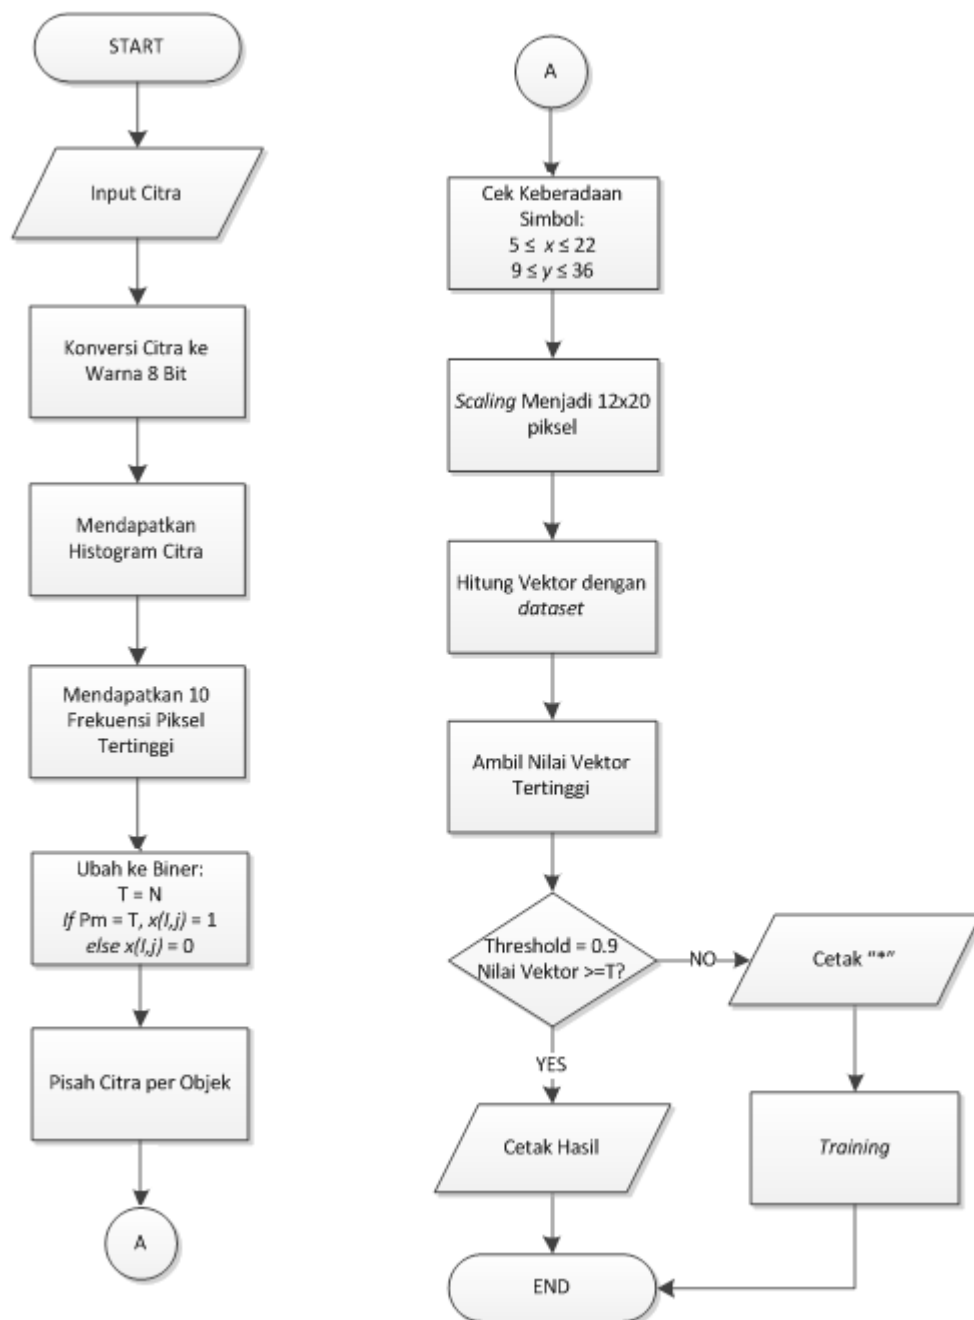 START
Input Citra
Konversi Citra ke
Warna 8 Bit
Mendapatkan
Histogram Citra
Mendapatkan 10
Frekuensi Piksel
Tertinggi
Ubah ke Biner:
T = N
If Pm = T, x(I,j) = 1
else x(I,j) = 0
Pisah Citra per Objek
A
A
Cek Keberadaan
Simbol:
5 ≤ x ≤ 22
9 ≤ y ≤ 36
Scaling Menjadi 12x20
piksel
Hitung Vektor dengan
dataset
Ambil Nilai Vektor
Tertinggi
Threshold = 0.9
Nilai Vektor >=T?
NO
Cetak “*”
YES
Cetak Hasil
Training
END